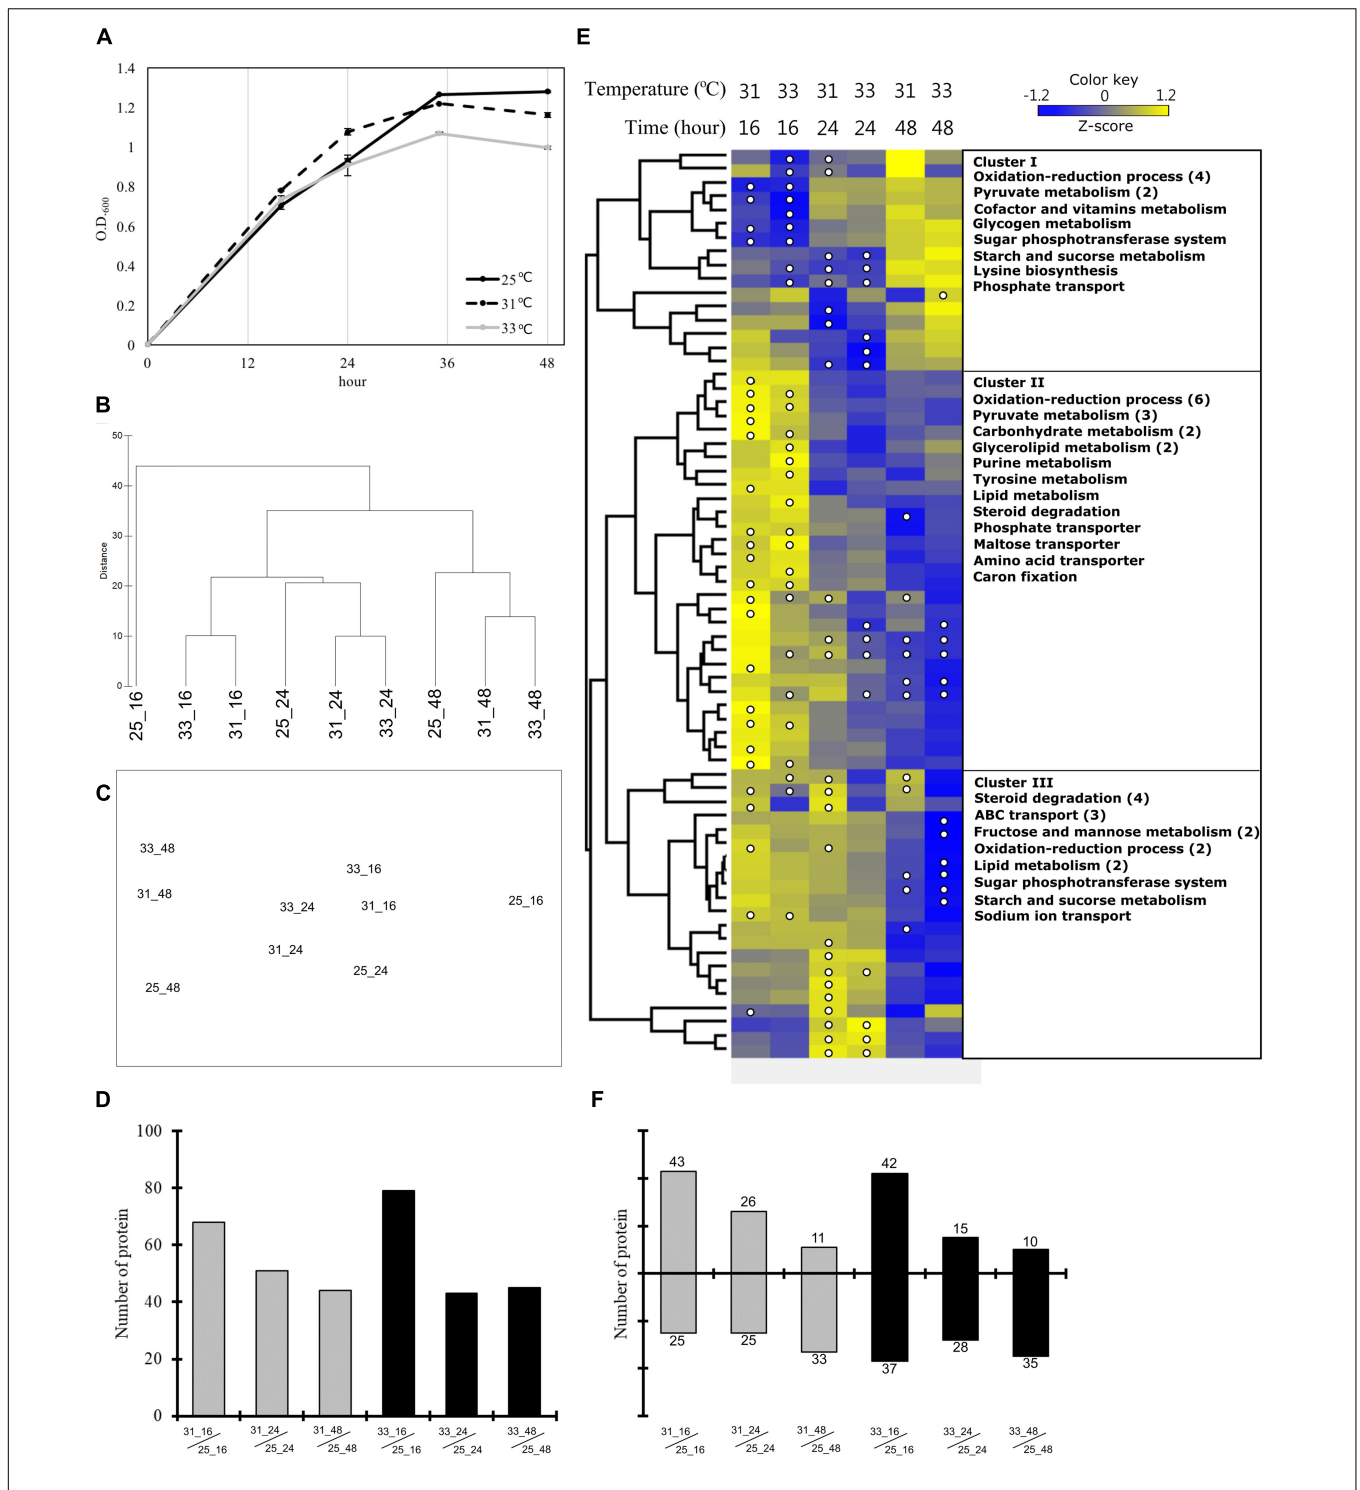 A
1.4
1.2
1
0.8
0.6
0.4
0.2
0
O.D.600
0 12 24 36 48
hour
25 °C
31 °C
33 °C
B
50
40
30
20
10
0
Distance
25_16 33_16 31_16 25_24 31_24 33_24 25_48 31_48 33_48
C
33_48
33_16
31_48
33_24
31_16
25_16
31_24
25_24
25_48
D
100
80
60
40
20
0
Number of protein
31_16/25_16 31_24/25_24 31_48/25_48 33_16/25_16 33_24/25_24 33_48/25_48
E
Temperature (°C) 31 33 31 33 31 33
Time (hour) 16 16 24 24 48 48
Color key
-1.2 0 1.2
Z-score
Cluster I
Oxidation-reduction process (4)
Pyruvate metabolism (2)
Cofactor and vitamins metabolism
Glycogen metabolism
Sugar phosphotransferase system
Starch and sucorse metabolism
Lysine biosynthesis
Phosphate transport
Cluster II
Oxidation-reduction process (6)
Pyruvate metabolism (3)
Carbonhydrate metabolism (2)
Glycerolipid metabolism (2)
Purine metabolism
Tyrosine metabolism
Lipid metabolism
Steroid degradation
Phosphate transporter
Maltose transporter
Amino acid transporter
Caron fixation
Cluster III
Steroid degradation (4)
ABC transport (3)
Fructose and mannose metabolism (2)
Oxidation-reduction process (2)
Lipid metabolism (2)
Sugar phosphotransferase system
Starch and sucorse metabolism
Sodium ion transport
F
Number of protein
43 26 11 42 15 10
25 25 33 37 28 35
31_16/25_16 31_24/25_24 31_48/25_48 33_16/25_16 33_24/25_24 33_48/25_48